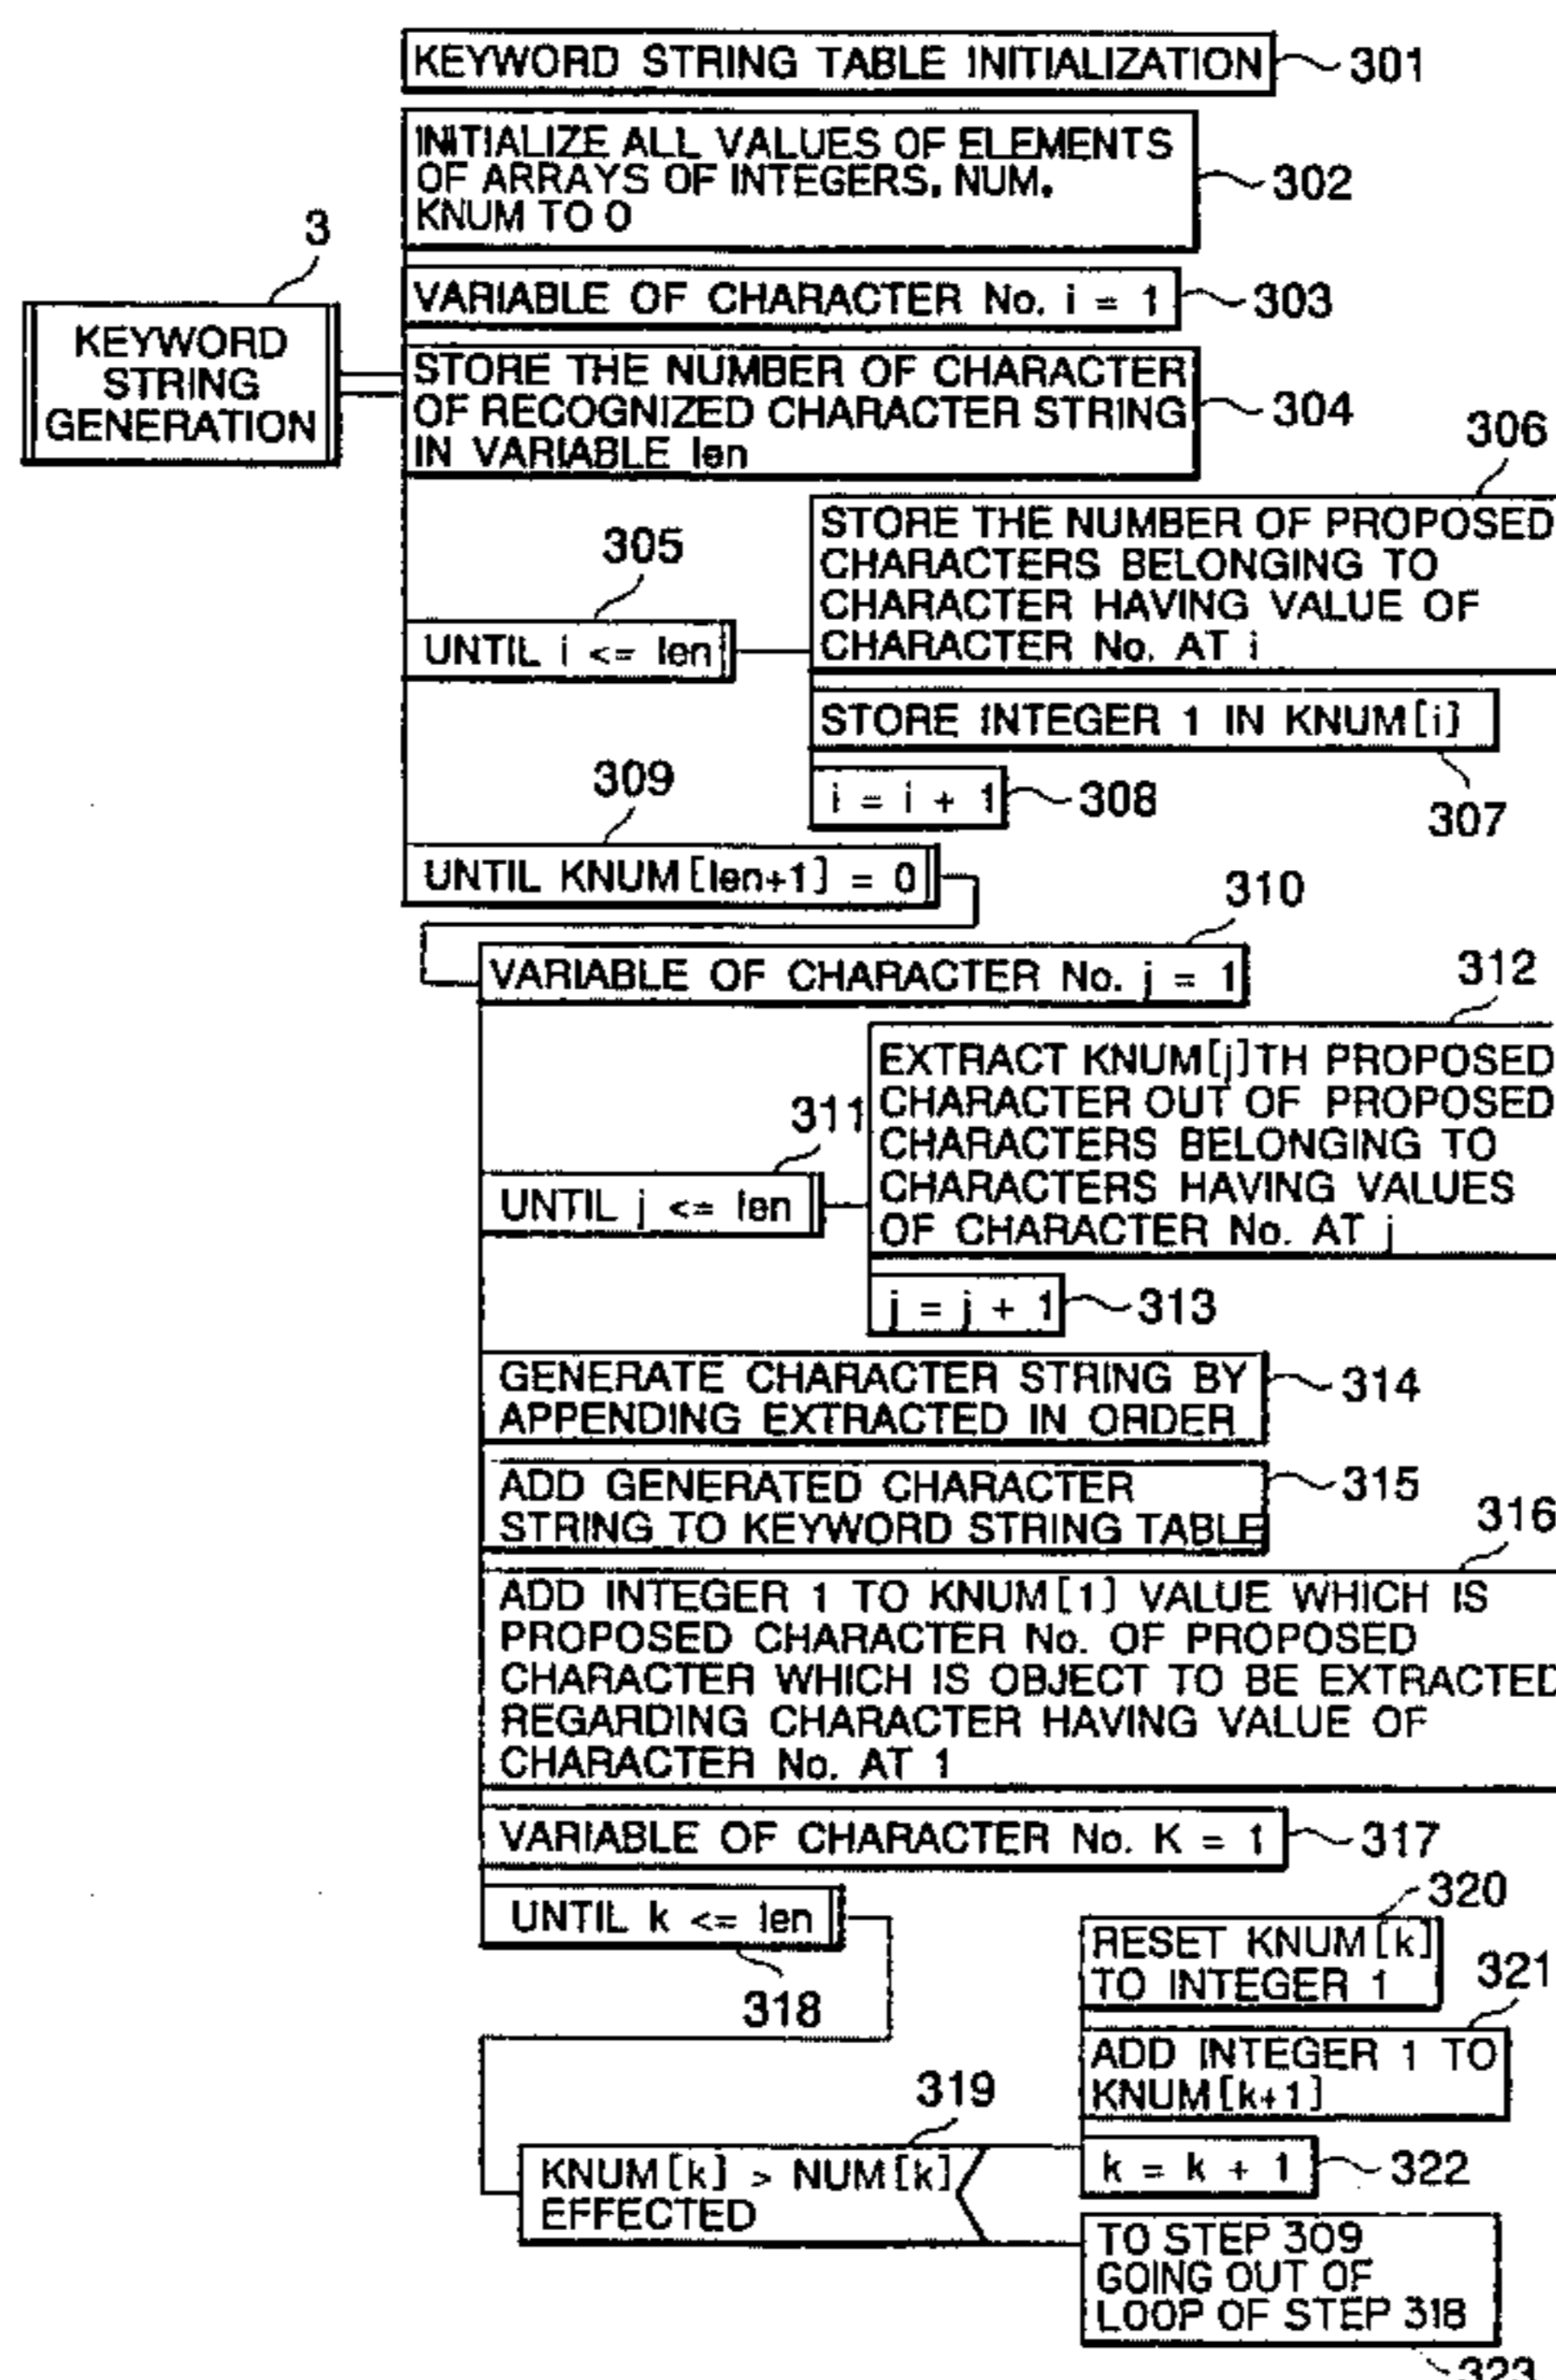 KEYWORD STRING TABLE INITIALIZATION
301
INITIALIZE ALL VALUES OF ELEMENTS
OF ARRAYS OF INTEGERS, NUM.
KNUM TO 0
302
3
KEYWORD
STRING
GENERATION
VARIABLE OF CHARACTER No. i = 1
303
STORE THE NUMBER OF CHARACTER
OF RECOGNIZED CHARACTER STRING
IN VARIABLE len
304
305
UNTIL i <= len
306
STORE THE NUMBER OF PROPOSED
CHARACTERS BELONGING TO
CHARACTER HAVING VALUE OF
CHARACTER No. AT i
STORE INTEGER 1 IN KNUM[i]
307
i = i + 1
308
309
UNTIL KNUM[len+1] = 0
310
VARIABLE OF CHARACTER No. j = 1
311
UNTIL j <= len
312
EXTRACT KNUM[j]TH PROPOSED
CHARACTER OUT OF PROPOSED
CHARACTERS BELONGING TO
CHARACTERS HAVING VALUES
OF CHARACTER No. AT j
j = j + 1
313
GENERATE CHARACTER STRING BY
APPENDING EXTRACTED IN ORDER
314
ADD GENERATED CHARACTER
STRING TO KEYWORD STRING TABLE
315
316
ADD INTEGER 1 TO KNUM[1] VALUE WHICH IS
PROPOSED CHARACTER No. OF PROPOSED
CHARACTER WHICH IS OBJECT TO BE EXTRACTED
REGARDING CHARACTER HAVING VALUE OF
CHARACTER No. AT 1
VARIABLE OF CHARACTER No. K = 1
317
UNTIL k <= len
318
319
KNUM[k] > NUM[k]
EFFECTED
320
RESET KNUM[k]
TO INTEGER 1
321
ADD INTEGER 1 TO
KNUM[k+1]
k = k + 1
322
TO STEP 309
GOING OUT OF
LOOP OF STEP 318
323